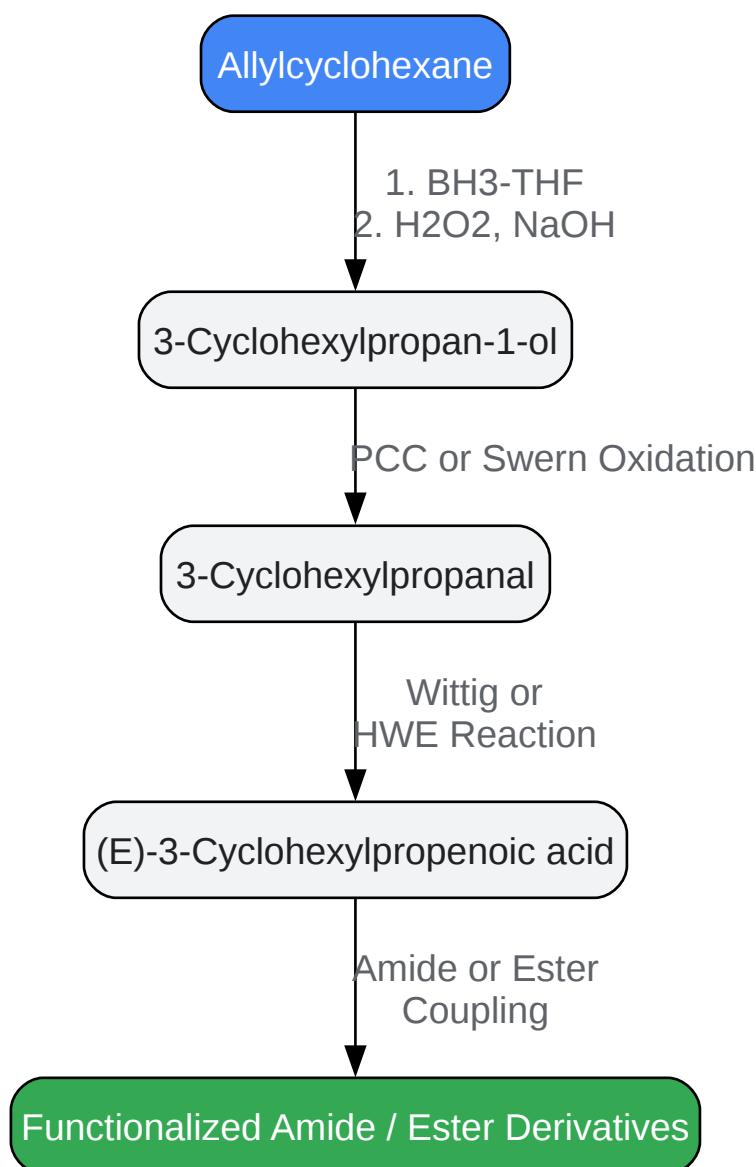 Allylcyclohexane
1. BH3-THF
2. H2O2, NaOH
3-Cyclohexylpropan-1-ol
PCC or Swern Oxidation
3-Cyclohexylpropanal
Wittig or
HWE Reaction
(E)-3-Cyclohexylpropenoic acid
Amide or Ester
Coupling
Functionalized Amide / Ester Derivatives